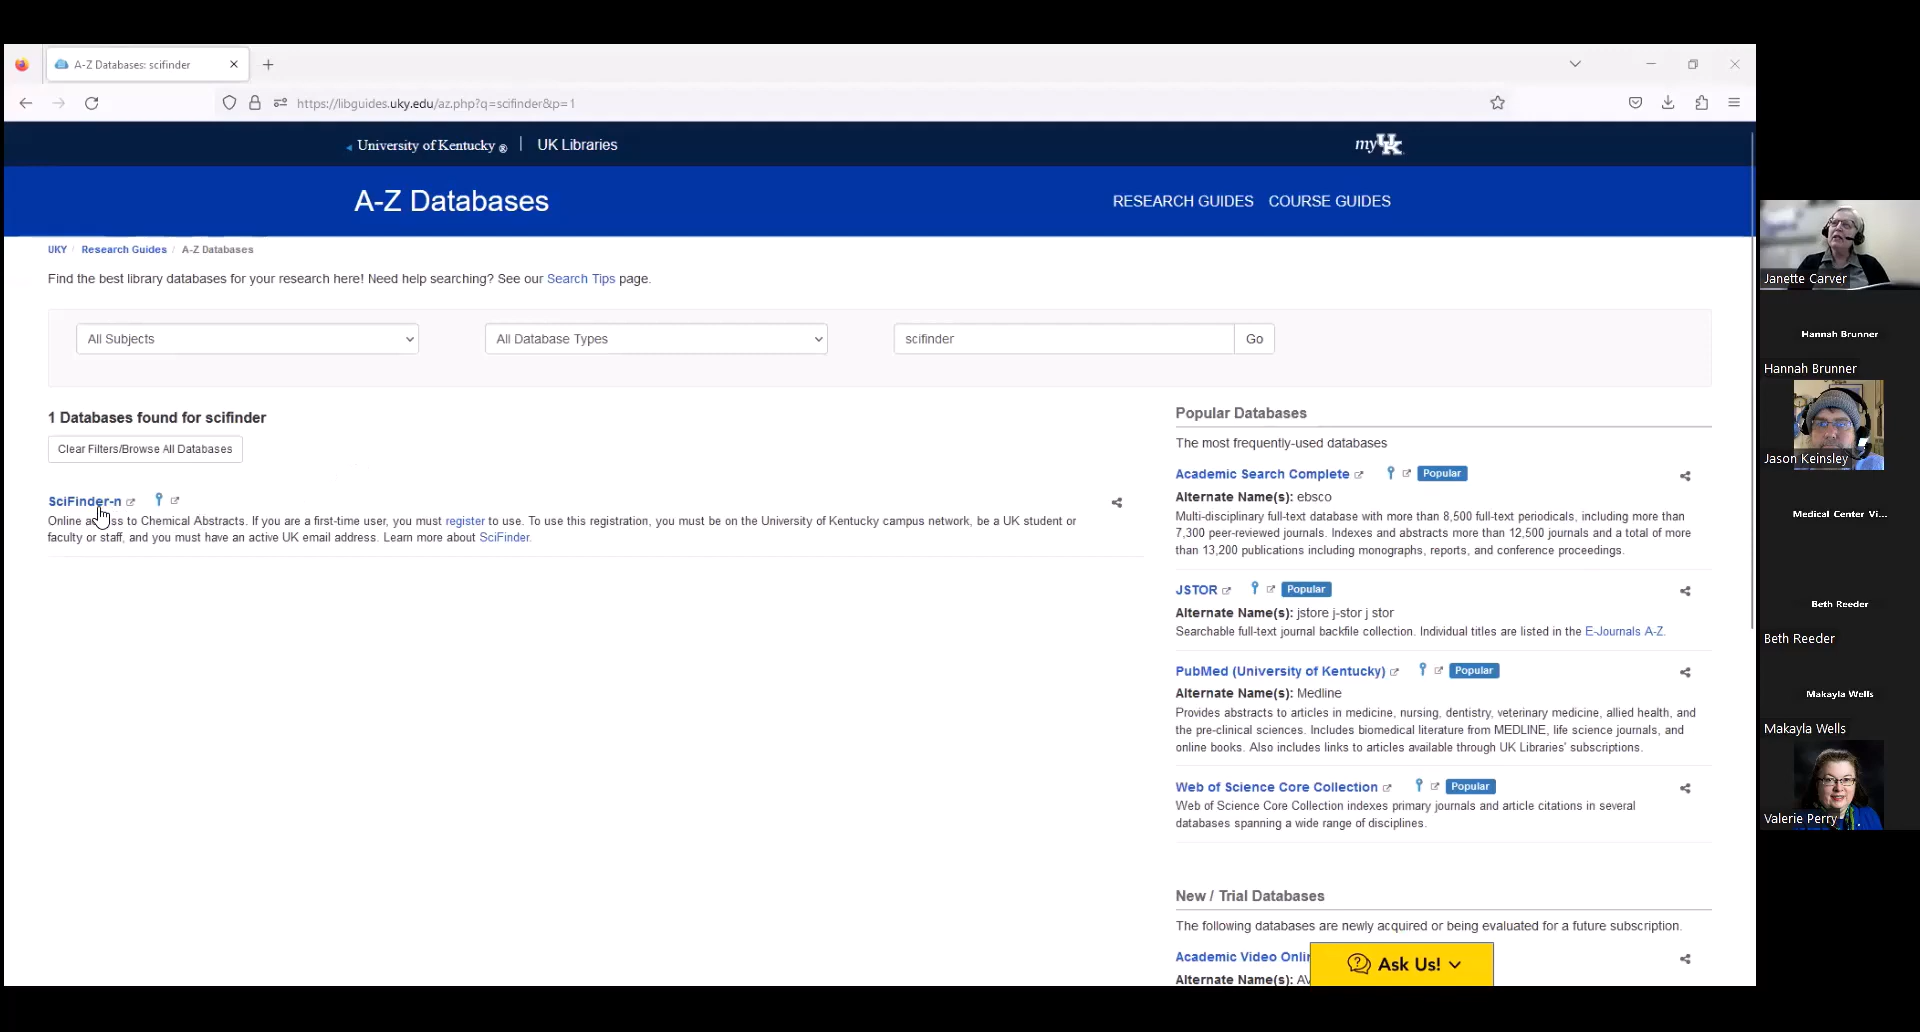 A-Z Databases: scifinder
https://libguides.uky.edu/az.php?q=scifinder&p=1
University of Kentucky ® | UK Libraries
myUK
A-Z Databases
RESEARCH GUIDES COURSE GUIDES
UKY / Research Guides / A-Z Databases
Find the best library databases for your research here! Need help searching? See our Search Tips page.
All Subjects
All Database Types
scifinder
Go
1 Databases found for scifinder
Clear Filters/Browse All Databases
SciFinder-n
Online access to Chemical Abstracts. If you are a first-time user, you must register to use. To use this registration, you must be on the University of Kentucky campus network, be a UK student or
faculty or staff, and you must have an active UK email address. Learn more about SciFinder.
Popular Databases
The most frequently-used databases
Academic Search Complete Popular
Alternate Name(s): ebsco
Multi-disciplinary full-text database with more than 8,500 full-text periodicals, including more than
7,300 peer-reviewed journals. Indexes and abstracts more than 12,500 journals and a total of more
than 13,200 publications including monographs, reports, and conference proceedings.
JSTOR Popular
Alternate Name(s): jstore j-stor j stor
Searchable full-text journal backfile collection. Individual titles are listed in the E-Journals A-Z.
PubMed (University of Kentucky) Popular
Alternate Name(s): Medline
Provides abstracts to articles in medicine, nursing, dentistry, veterinary medicine, allied health, and
the pre-clinical sciences. Includes biomedical literature from MEDLINE, life science journals, and
online books. Also includes links to articles available through UK Libraries' subscriptions.
Web of Science Core Collection Popular
Web of Science Core Collection indexes primary journals and article citations in several
databases spanning a wide range of disciplines.
New / Trial Databases
The following databases are newly acquired or being evaluated for a future subscription.
Academic Video Onli
Alternate Name(s): AV
Ask Us!
Janette Carver
Hannah Brunner
Hannah Brunner
Jason Keinsley
Medical Center Vi...
Beth Reeder
Beth Reeder
Makayla Wells
Makayla Wells
Valerie Perry